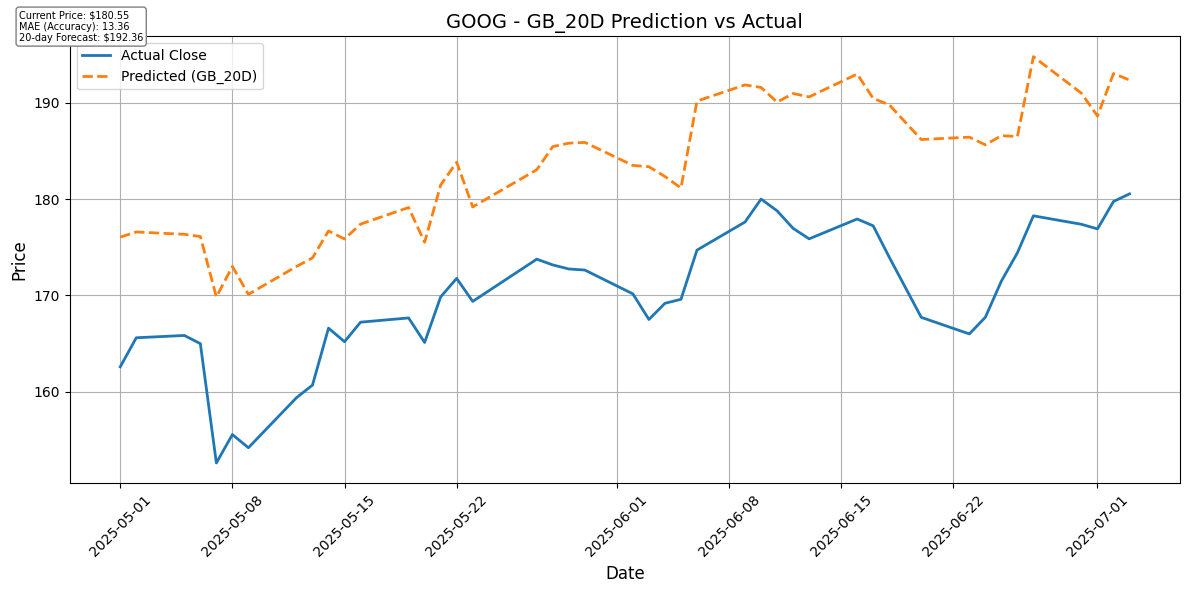 Current Price: $180.55
MAE (Accuracy): 13.36
20-day Forecast: $192.36
GOOG - GB_20D Prediction vs Actual
Actual Close
Predicted (GB_20D)
Price
190
180
170
160
2025-05-01
2025-05-08
2025-05-15
2025-05-22
2025-06-01
2025-06-08
2025-06-15
2025-06-22
2025-07-01
Date